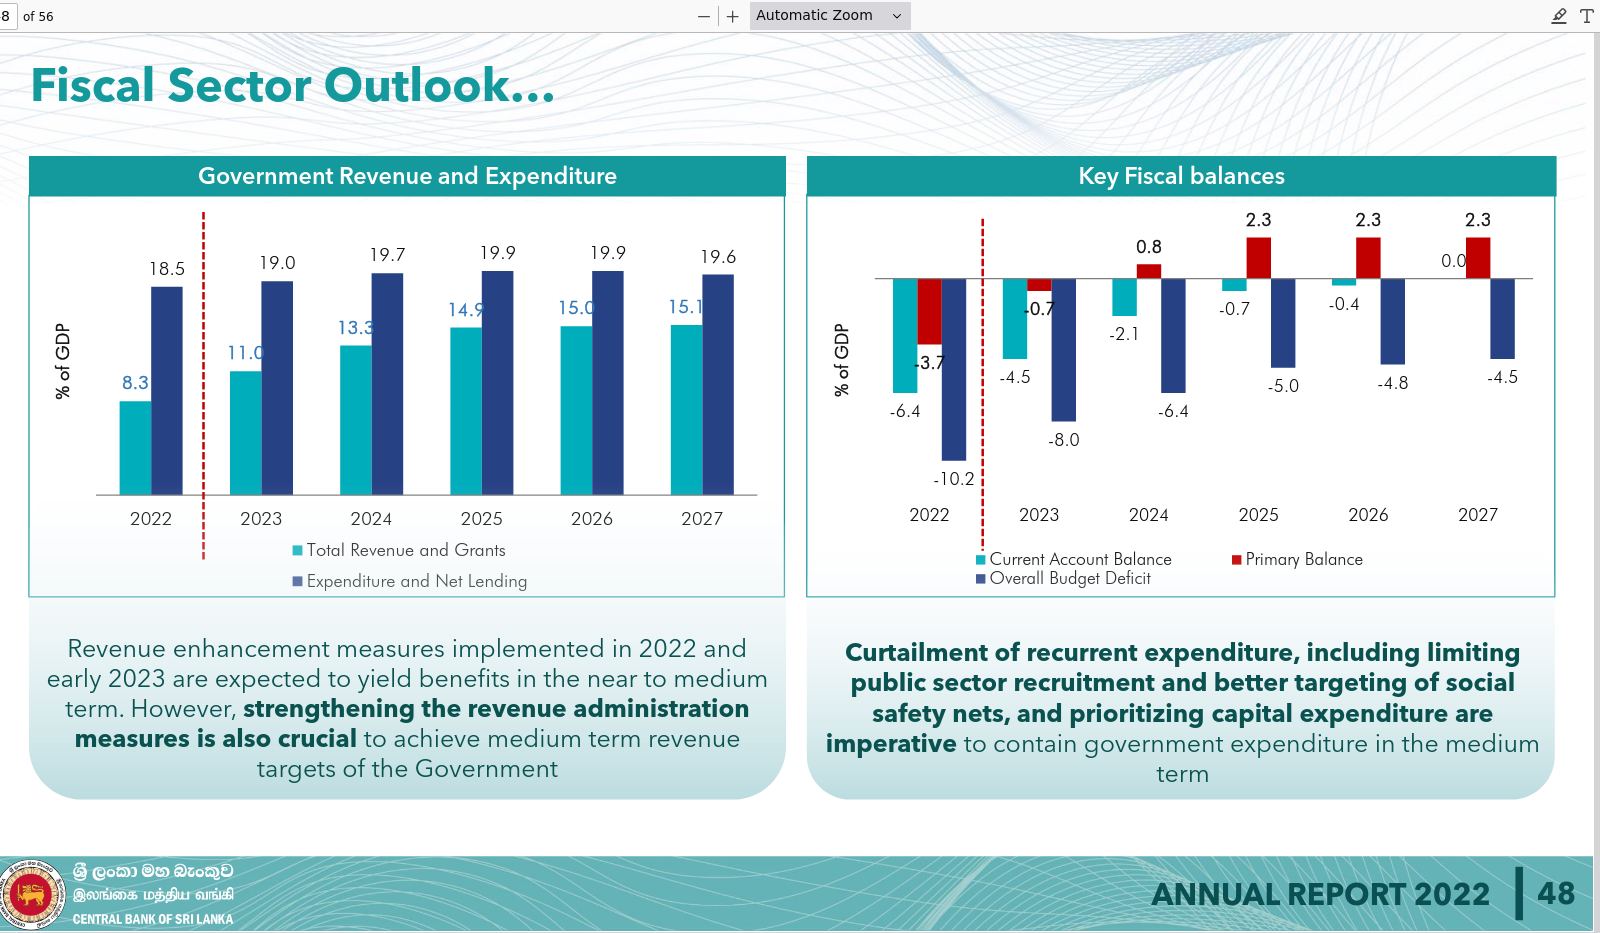 8 of 56
Automatic Zoom
Fiscal Sector Outlook...
Government Revenue and Expenditure
% of GDP
8.3 18.5
11.0 19.0
13.3 19.7
14.9 19.9
15.0 19.9
15.1 19.6
2022 2023 2024 2025 2026 2027
Total Revenue and Grants
Expenditure and Net Lending
Revenue enhancement measures implemented in 2022 and
early 2023 are expected to yield benefits in the near to medium
term. However, strengthening the revenue administration
measures is also crucial to achieve medium term revenue
targets of the Government
Key Fiscal balances
% of GDP
-6.4 -3.7 -10.2
-4.5 -0.7 -8.0
-2.1 0.8 -6.4
-0.7 2.3 -5.0
-0.4 2.3 -4.8
0.0 2.3 -4.5
2022 2023 2024 2025 2026 2027
Current Account Balance Primary Balance
Overall Budget Deficit
Curtailment of recurrent expenditure, including limiting
public sector recruitment and better targeting of social
safety nets, and prioritizing capital expenditure are
imperative to contain government expenditure in the medium
term
ශ්‍රී ලංකා මහ බැංකුව
இலங்கை மத்திய வங்கி
CENTRAL BANK OF SRI LANKA
ANNUAL REPORT 2022 48